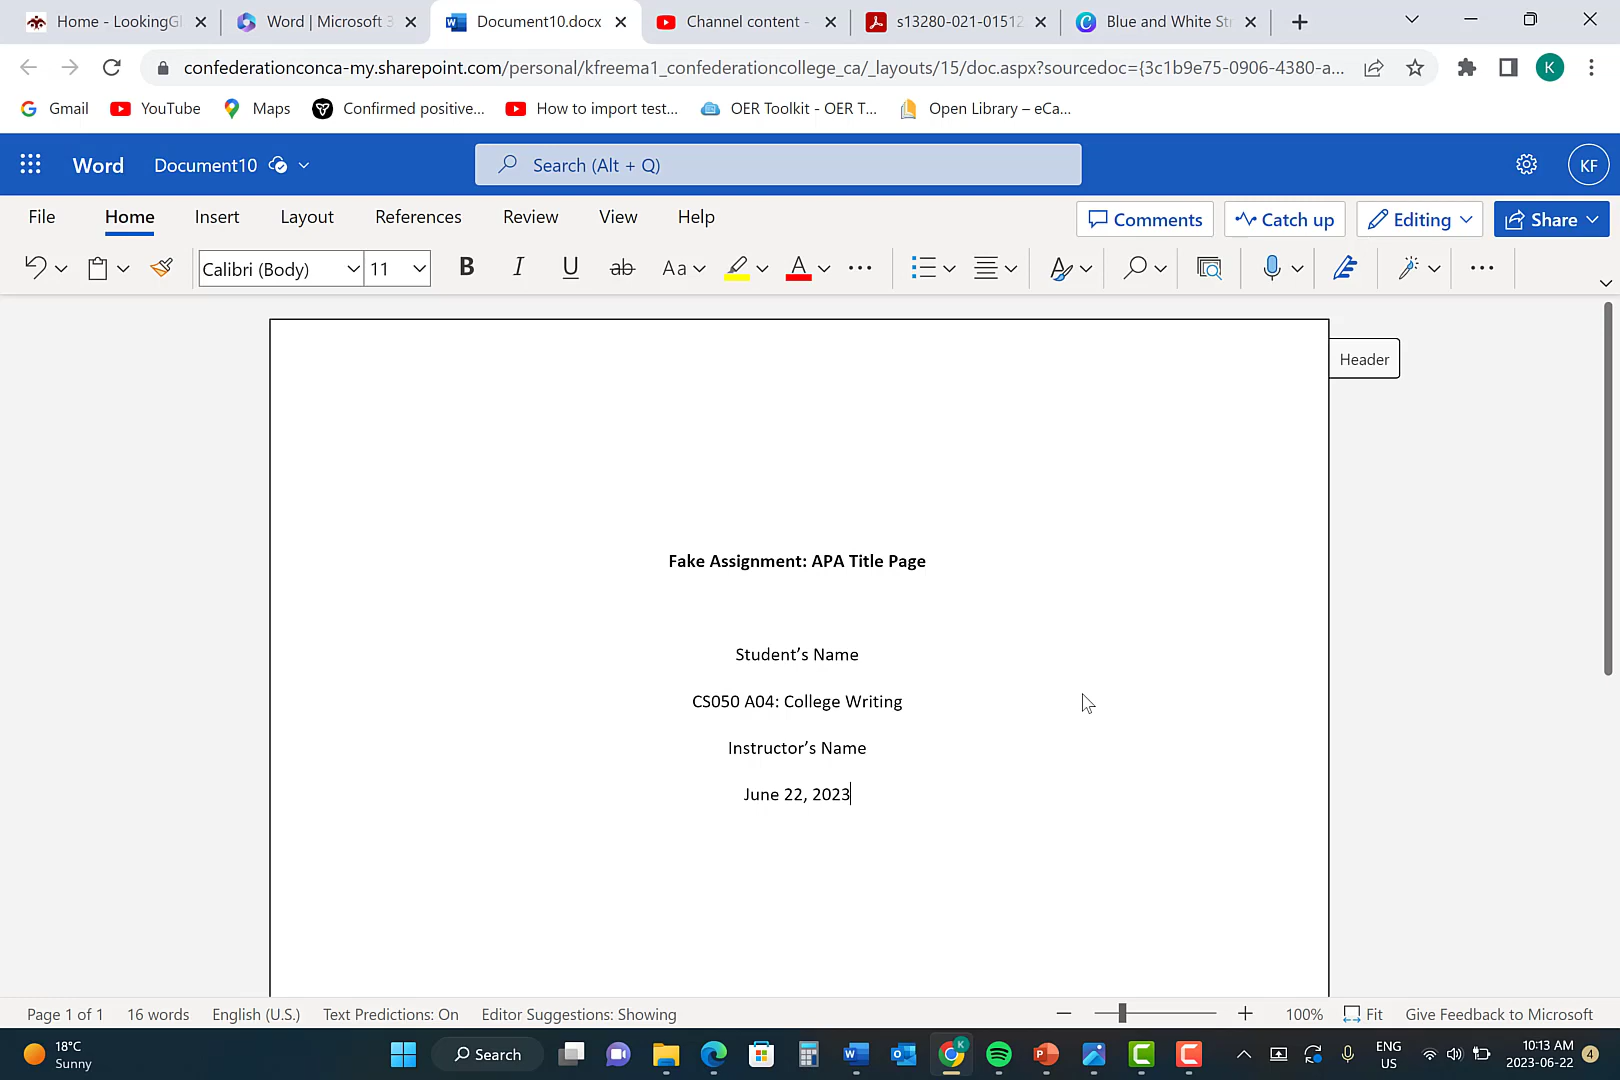 Home - LookingGl
Word | Microsoft 3
Document10.docx
Channel content -
s13280-021-01512
Blue and White Str
confederationconca-my.sharepoint.com/personal/kfreema1_confederationcollege_ca/_layouts/15/doc.aspx?sourcedoc={3c1b9e75-0906-4380-a...
K
Gmail
YouTube
Maps
Confirmed positive...
How to import test...
OER Toolkit - OER T...
Open Library – eCa...
Word
Document10
Search (Alt + Q)
KF
File
Home
Insert
Layout
References
Review
View
Help
Comments
Catch up
Editing
Share
Calibri (Body)
11
B
I
U
ab
Aa
A
Header
Fake Assignment: APA Title Page
Student’s Name
CS050 A04: College Writing
Instructor’s Name
June 22, 2023
Page 1 of 1
16 words
English (U.S.)
Text Predictions: On
Editor Suggestions: Showing
100%
Fit
Give Feedback to Microsoft
18°C
Sunny
Search
ENG
US
10:13 AM
2023-06-22
4